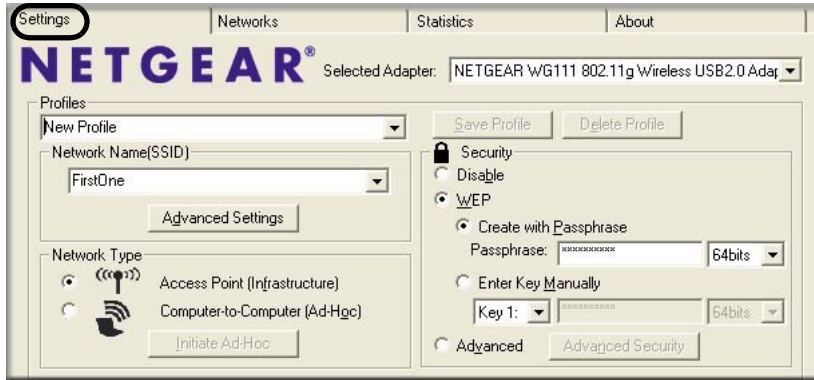 Settings Networks Statistics About
NETGEAR® Selected Adapter: NETGEAR WG111 802.11g Wireless USB2.0 Adap
Profiles
New Profile Save Profile Delete Profile
Network Name(SSID)
FirstOne
Advanced Settings
Network Type
Access Point (Infrastructure)
Computer-to-Computer (Ad-Hoc)
Initiate Ad-Hoc
Security
Disable
WEP
Create with Passphrase
Passphrase: ********** 64bits
Enter Key Manually
Key 1: ********** 64bits
Advanced Advanced Security